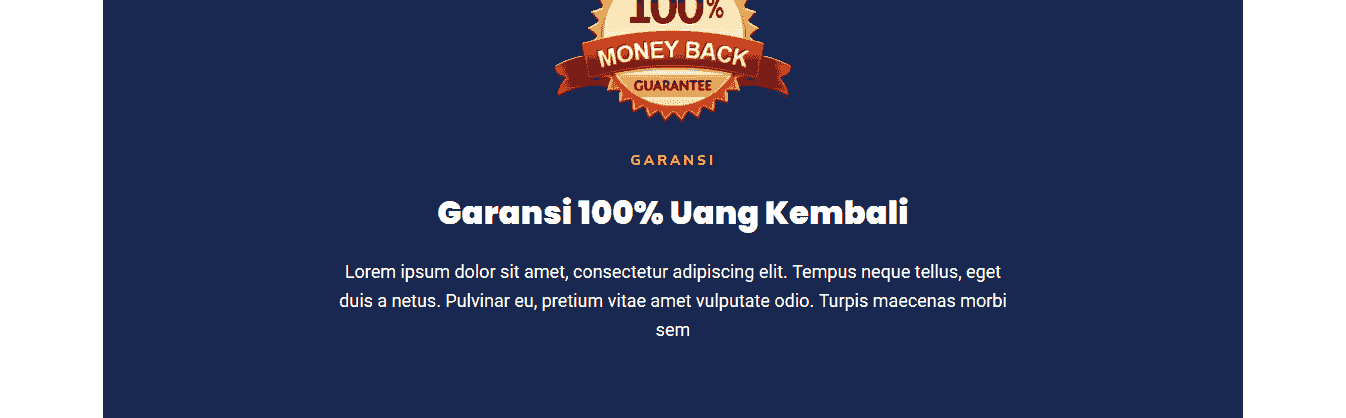 100%
MONEY BACK
GUARANTEE
GARANSI
Garansi 100% Uang Kembali
Lorem ipsum dolor sit amet, consectetur adipiscing elit. Tempus neque tellus, eget
duis a netus. Pulvinar eu, pretium vitae amet vulputate odio. Turpis maecenas morbi
sem